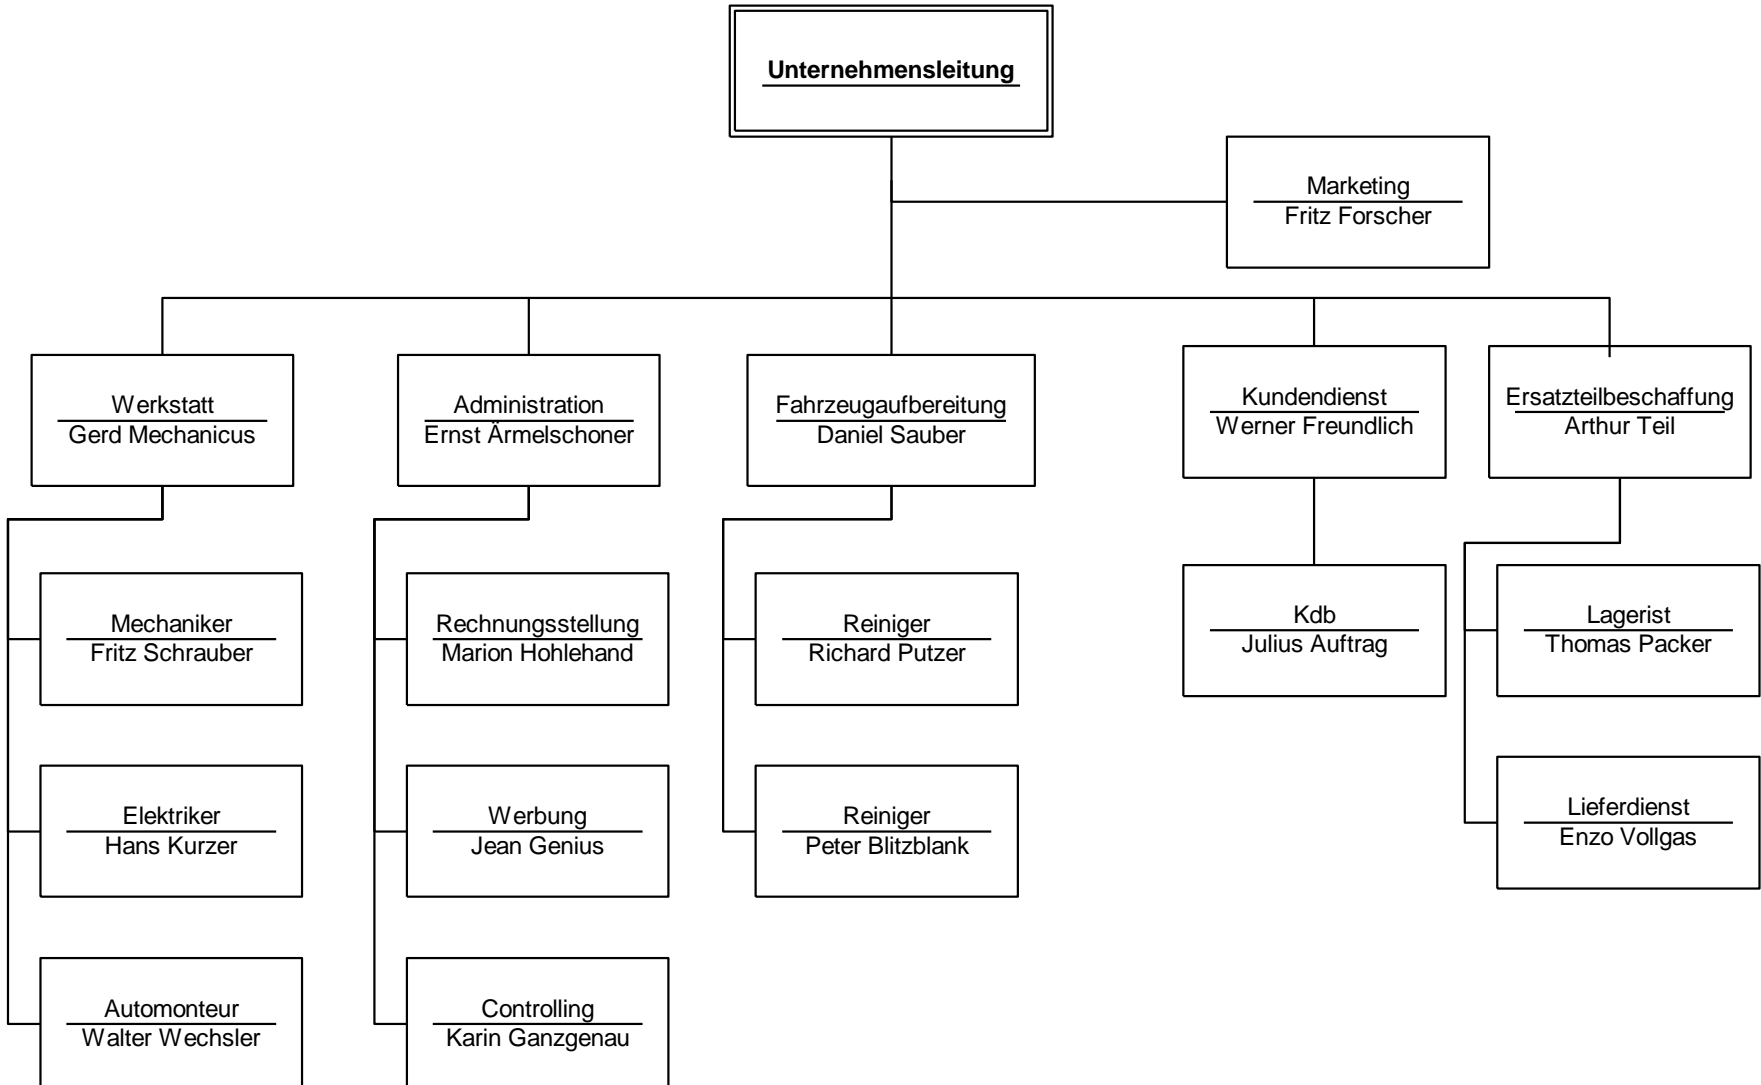 Unternehmensleitung
Marketing
Fritz Forscher
Werkstatt
Gerd Mechanicus
Administration
Ernst Ärmelschoner
Fahrzeugaufbereitung
Daniel Sauber
Kundendienst
Werner Freundlich
Ersatzteilbeschaffung
Arthur Teil
Mechaniker
Fritz Schrauber
Rechnungsstellung
Marion Hohlehand
Reiniger
Richard Putzer
Kdb
Julius Auftrag
Lagerist
Thomas Packer
Elektriker
Hans Kurzer
Werbung
Jean Genius
Reiniger
Peter Blitzblank
Lieferdienst
Enzo Vollgas
Automonteur
Walter Wechsler
Controlling
Karin Ganzgenau